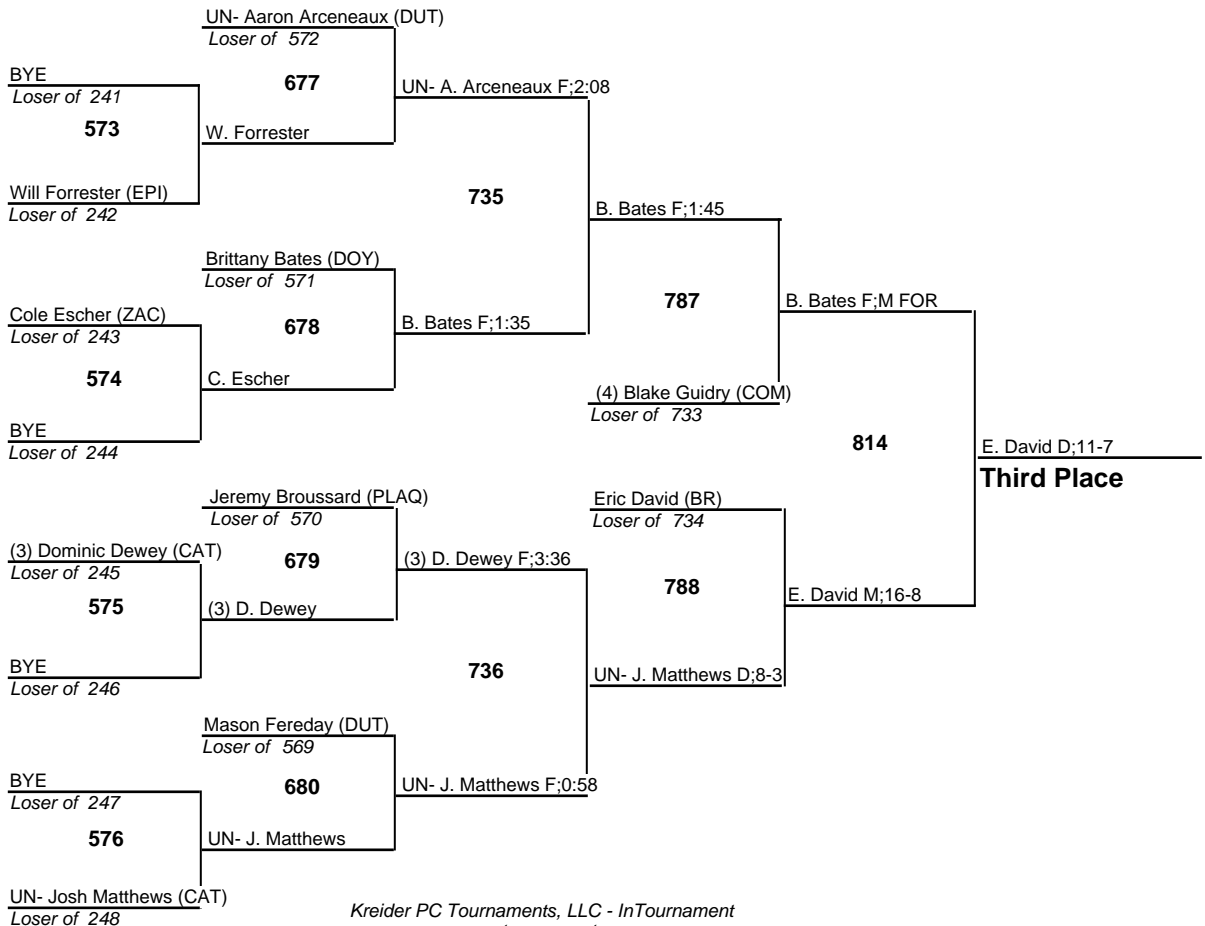 UN- Aaron Arceneaux (DUT)
Loser of 572
BYE
Loser of 241
677
UN- A. Arceneaux F;2:08
573
W. Forrester
Will Forrester (EPI)
Loser of 242
735
B. Bates F;1:45
Brittany Bates (DOY)
Loser of 571
Cole Escher (ZAC)
Loser of 243
678
B. Bates F;1:35
787
B. Bates F;M FOR
574
C. Escher
(4) Blake Guidry (COM)
Loser of 733
BYE
Loser of 244
814
E. David D;11-7
Third Place
Jeremy Broussard (PLAQ)
Loser of 570
Eric David (BR)
Loser of 734
(3) Dominic Dewey (CAT)
Loser of 245
679
(3) D. Dewey F;3:36
575
(3) D. Dewey
788
E. David M;16-8
BYE
Loser of 246
736
UN- J. Matthews D;8-3
Mason Fereday (DUT)
Loser of 569
BYE
Loser of 247
680
UN- J. Matthews F;0:58
576
UN- J. Matthews
UN- Josh Matthews (CAT)
Loser of 248
Kreider PC Tournaments, LLC - InTournament